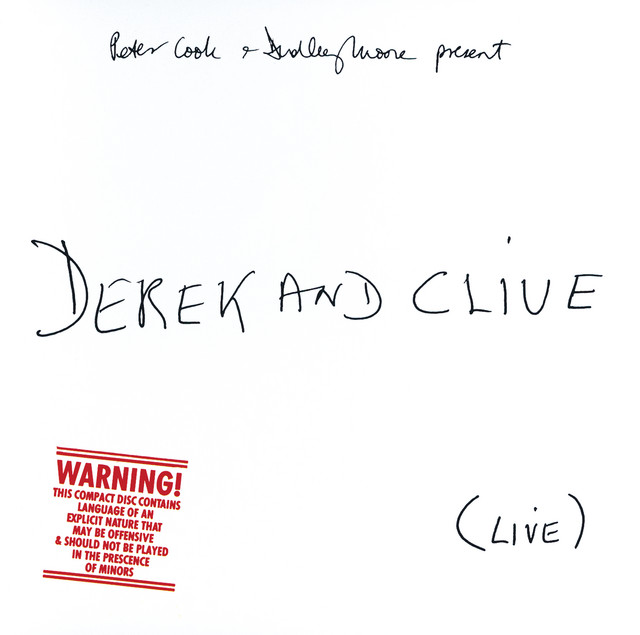 Peter Cook & Dudley Moore present
DEREK AND CLIVE
(LIVE)
WARNING!
THIS COMPACT DISC CONTAINS
LANGUAGE OF AN
EXPLICIT NATURE THAT
MAY BE OFFENSIVE
& SHOULD NOT BE PLAYED
IN THE PRESCENCE
OF MINORS